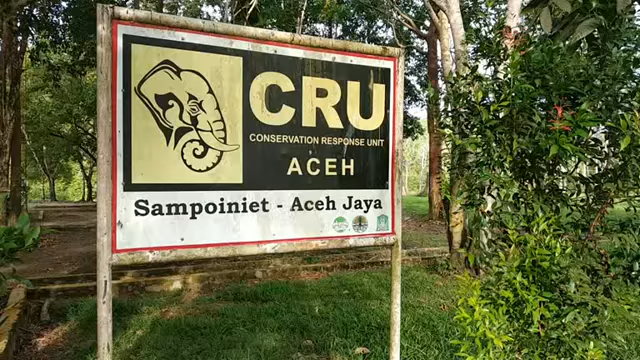 CRU
CONSERVATION RESPONSE UNIT
ACEH
Sampoiniet - Aceh Jaya